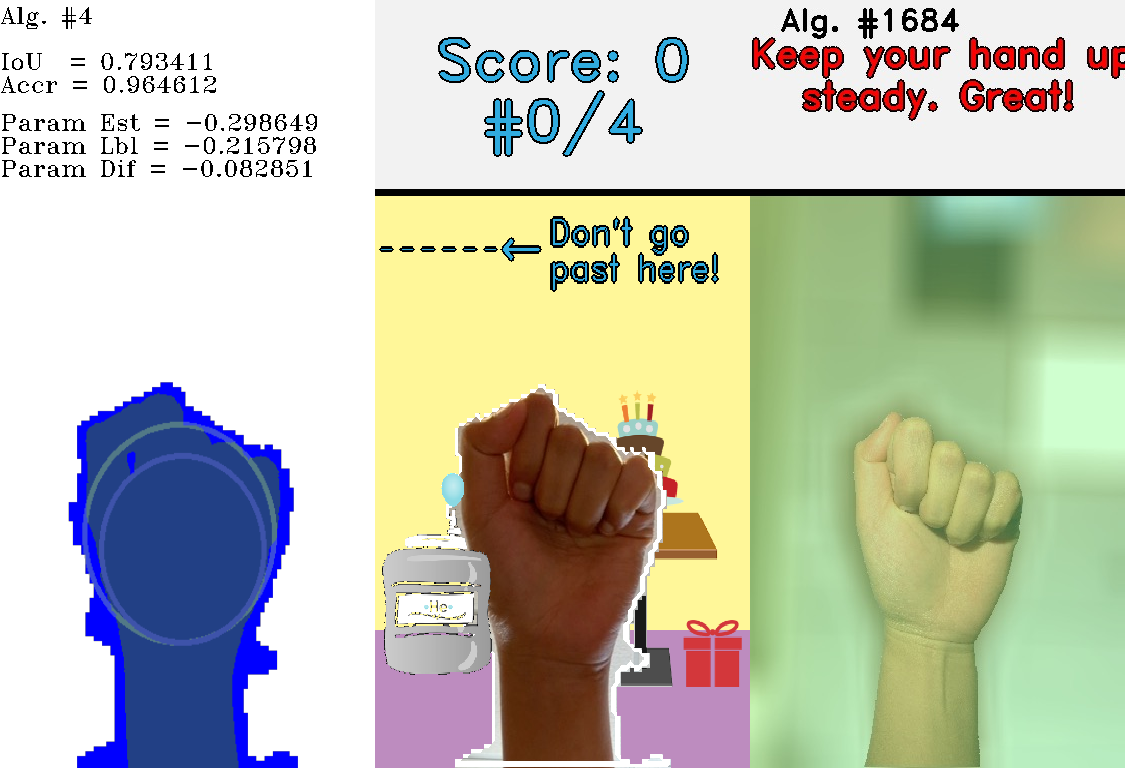 Alg. #4
IoU = 0.793411
Accr = 0.964612
Param Est = −0.298649
Param Lbl = −0.215798
Param Dif = −0.082851
Score: 0
#0/4
Alg. #1684
Keep your hand up
steady. Great!
Don't go
past here!